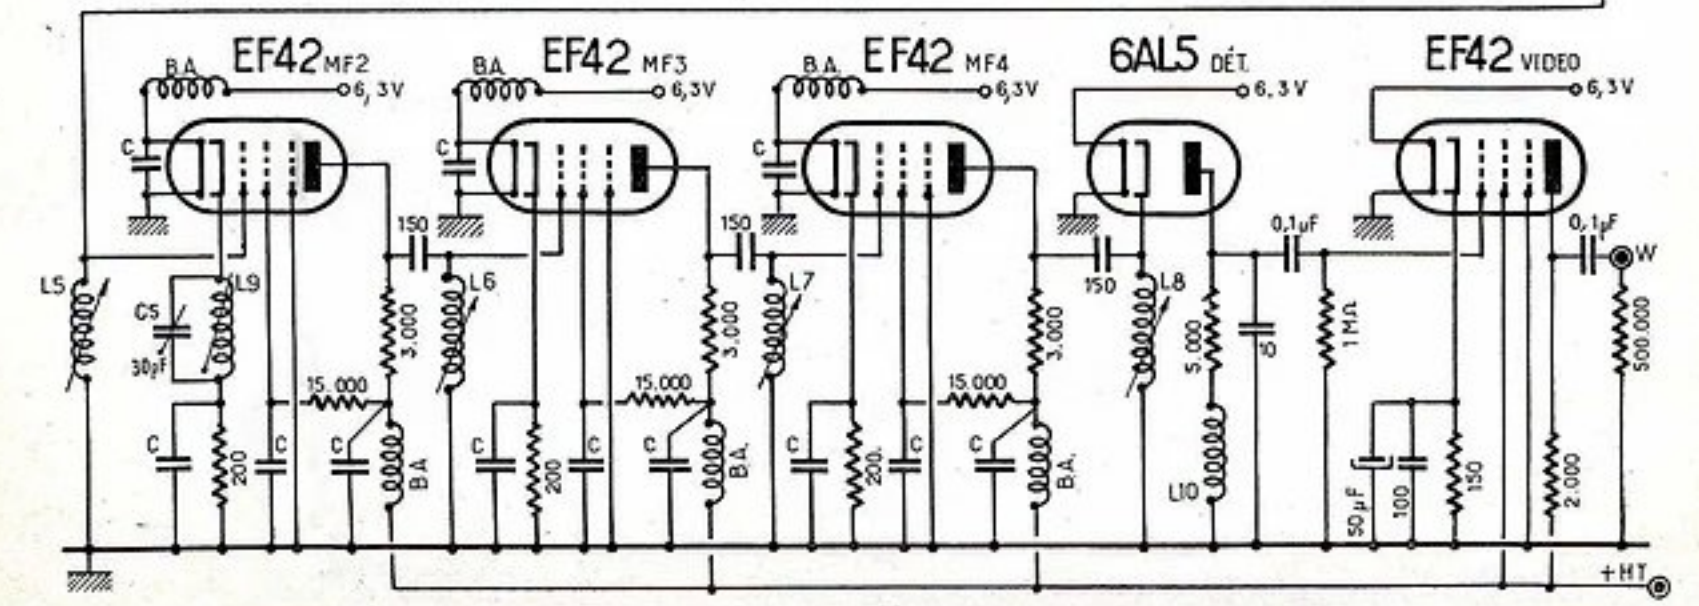 EF42 MF2
EF42 MF3
EF42 MF4
6AL5 DÉT.
EF42 VIDEO
B.A.
6,3V
B.A.
6,3V
B.A.
6,3V
6.3V
6,3V
C
C
C
150
150
0,1µF
0,1µF
W
L5
C5
30pF
L9
3.000
L6
3.000
L7
3.000
150
L8
5.000
10
1 MΩ
500.000
15.000
15.000
15.000
C
200
C
C
B.A.
C
200
C
C
B.A.
C
200.
C
C
B.A.
L10
50µF
100
150
2.000
+HT